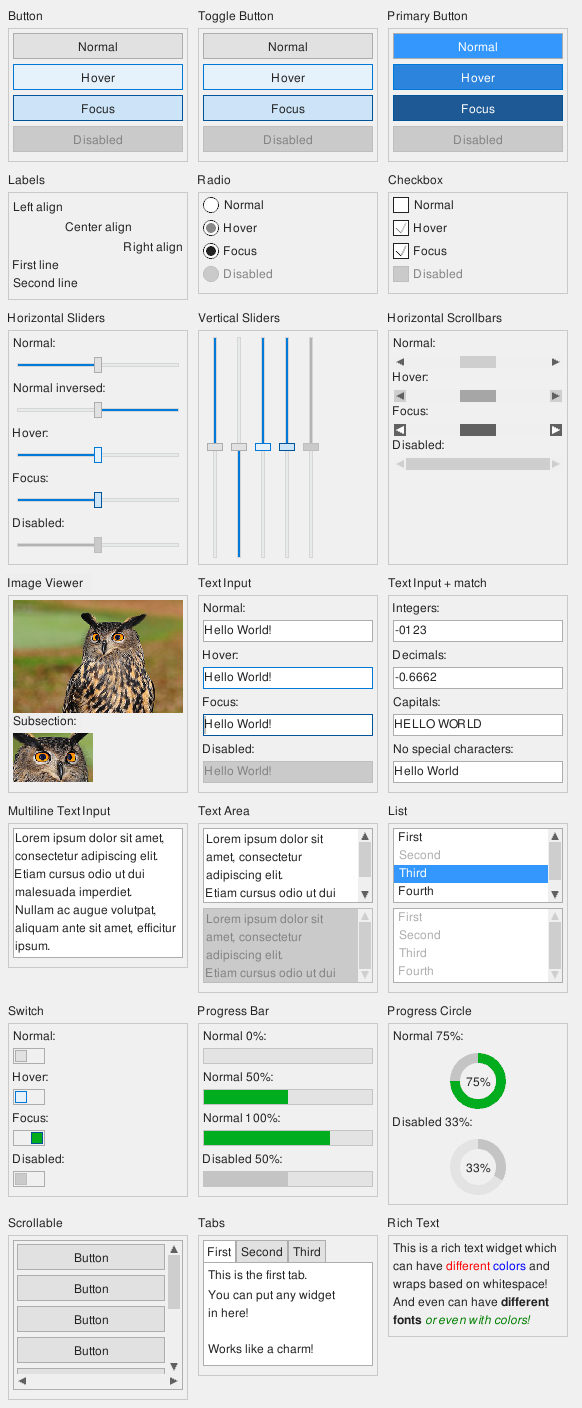 Button
Normal
Hover
Focus
Disabled
Toggle Button
Normal
Hover
Focus
Disabled
Primary Button
Normal
Hover
Focus
Disabled
Labels
Left align
Center align
Right align
First line
Second line
Radio
Normal
Hover
Focus
Disabled
Checkbox
Normal
Hover
Focus
Disabled
Horizontal Sliders
Normal:
Normal inversed:
Hover:
Focus:
Disabled:
Vertical Sliders
Horizontal Scrollbars
Normal:
Hover:
Focus:
Disabled:
Image Viewer
Subsection:
Text Input
Normal:
Hello World!
Hover:
Hello World!
Focus:
Hello World!
Disabled:
Hello World!
Text Input + match
Integers:
-0123
Decimals:
-0.6662
Capitals:
HELLO WORLD
No special characters:
Hello World
Multiline Text Input
Lorem ipsum dolor sit amet,
consectetur adipiscing elit.
Etiam cursus odio ut dui
malesuada imperdiet.
Nullam ac augue volutpat,
aliquam ante sit amet, efficitur
ipsum.
Text Area
Lorem ipsum dolor sit
amet, consectetur
adipiscing elit.
Etiam cursus odio ut dui
Lorem ipsum dolor sit
amet, consectetur
adipiscing elit.
Etiam cursus odio ut dui
List
First
Second
Third
Fourth
First
Second
Third
Fourth
Switch
Normal:
Hover:
Focus:
Disabled:
Progress Bar
Normal 0%:
Normal 50%:
Normal 100%:
Disabled 50%:
Progress Circle
Normal 75%:
75%
Disabled 33%:
33%
Scrollable
Button
Button
Button
Button
Tabs
First Second Third
This is the first tab.
You can put any widget
in here!
Works like a charm!
Rich Text
This is a rich text widget which
can have different colors and
wraps based on whitespace!
And even can have different
fonts or even with colors!